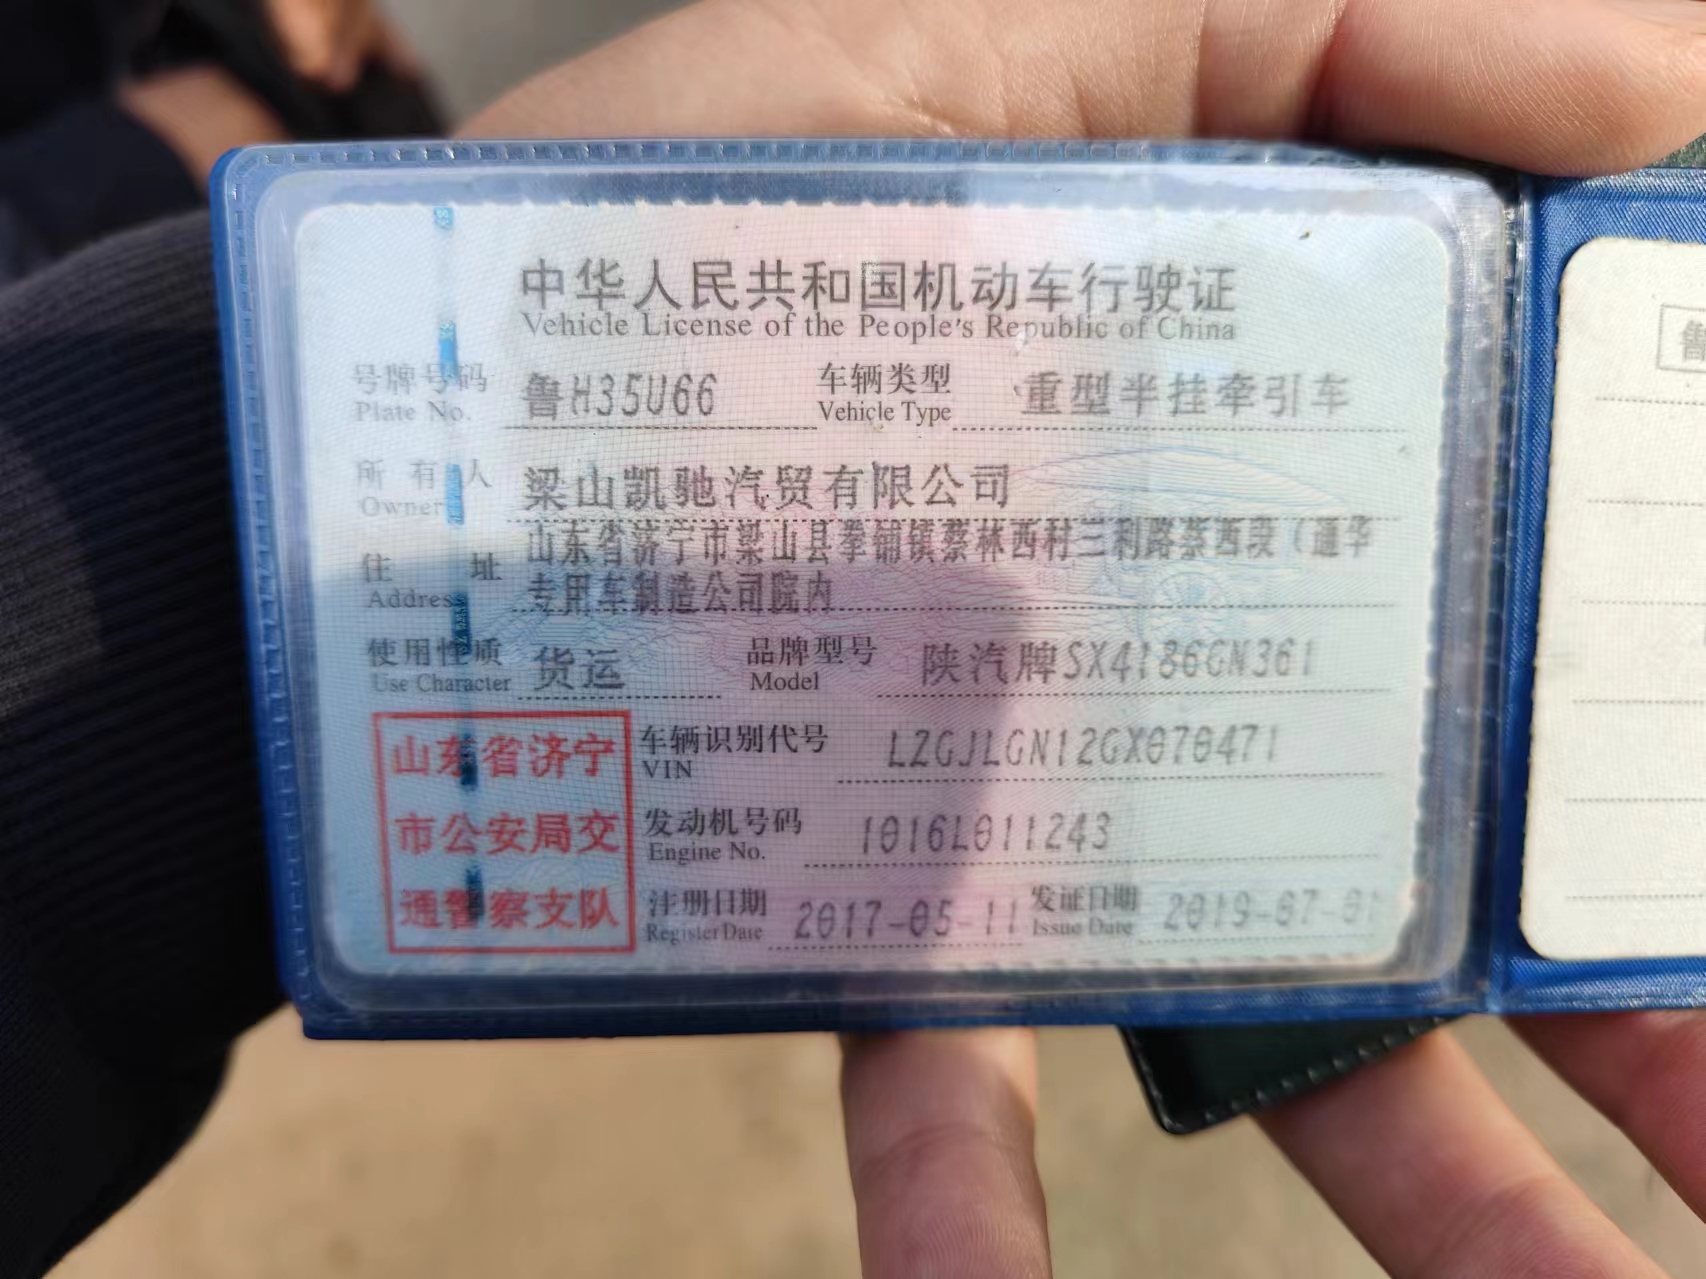 中华人民共和国机动车行驶证
Vehicle License of the People's Republic of China
号牌号码 鲁H35U66 车辆类型 重型半挂牵引车
Plate No. Vehicle Type
所有人 梁山凯驰汽贸有限公司
Owner
住址 山东省济宁市梁山县拳铺镇蔡林西村三利路蔡西段（通华
Address 专用车制造公司院内
使用性质 货运 品牌型号 陕汽牌SX4186GN361
Use Character Model
山东省济宁
市公安局交
通警察支队
车辆识别代号 LZGJLGN12GX070471
VIN
发动机号码 1016L011243
Engine No.
注册日期 2017-05-11 发证日期 2019-07-01
Register Date Issue Date
鲁